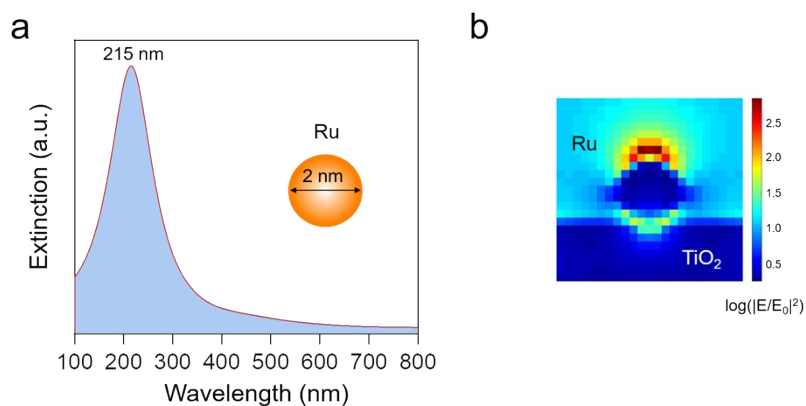 a
215 nm
Ru
2 nm
Extinction (a.u.)
100 200 300 400 500 600 700 800
Wavelength (nm)
b
Ru
TiO₂
2.5
2.0
1.5
1.0
0.5
log(|E/E₀|²)